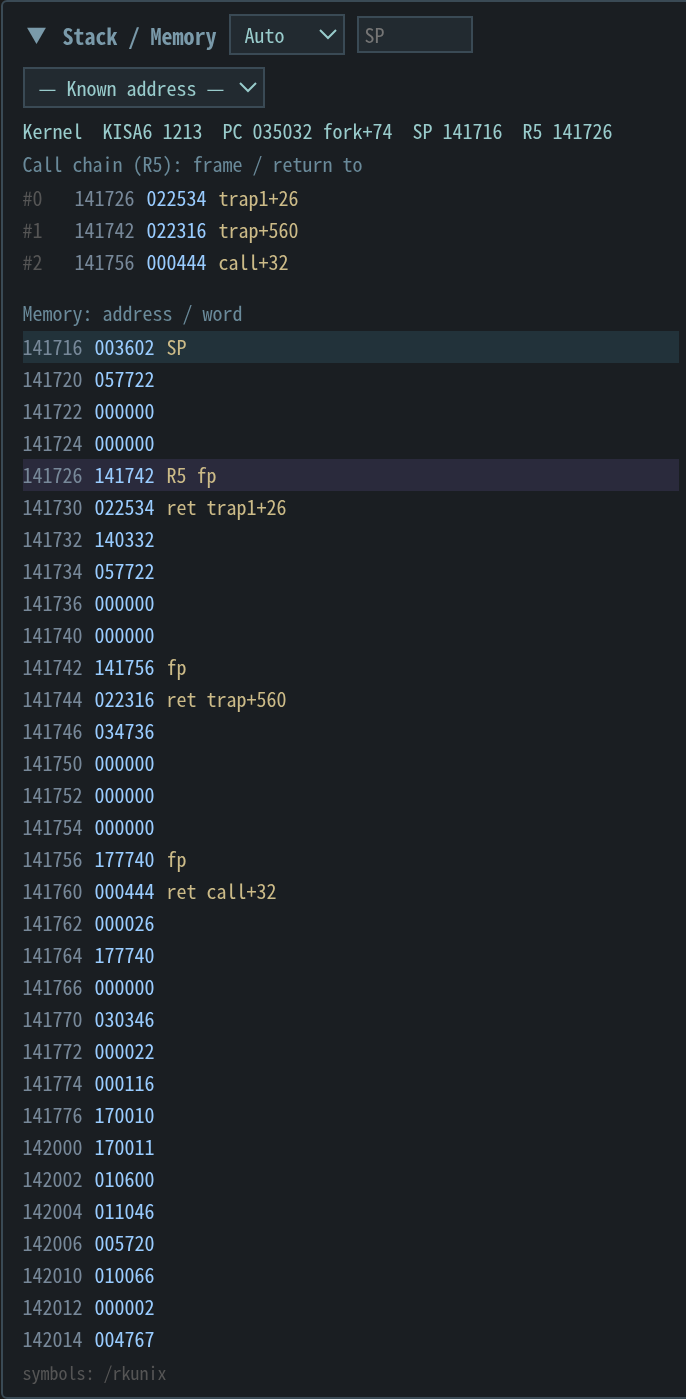 ▼ Stack / Memory Auto SP
— Known address —
Kernel KISA6 1213 PC 035032 fork+74 SP 141716 R5 141726
Call chain (R5): frame / return to
#0 141726 022534 trap1+26
#1 141742 022316 trap+560
#2 141756 000444 call+32
Memory: address / word
141716 003602 SP
141720 057722
141722 000000
141724 000000
141726 141742 R5 fp
141730 022534 ret trap1+26
141732 140332
141734 057722
141736 000000
141740 000000
141742 141756 fp
141744 022316 ret trap+560
141746 034736
141750 000000
141752 000000
141754 000000
141756 177740 fp
141760 000444 ret call+32
141762 000026
141764 177740
141766 000000
141770 030346
141772 000022
141774 000116
141776 170010
142000 170011
142002 010600
142004 011046
142006 005720
142010 010066
142012 000002
142014 004767
symbols: /rkunix